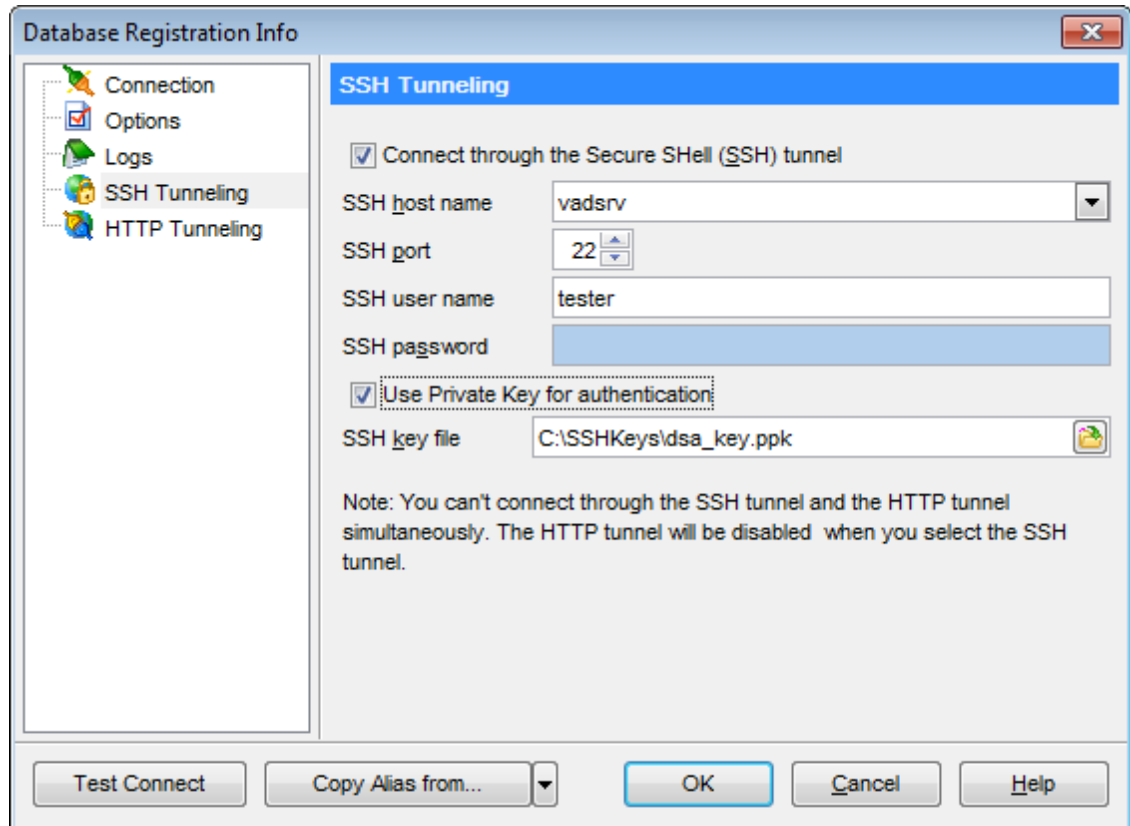 Database Registration Info
Connection
Options
Logs
SSH Tunneling
HTTP Tunneling
SSH Tunneling
Connect through the Secure SHell (SSH) tunnel
SSH host name vadsrv
SSH port 22
SSH user name tester
SSH password
Use Private Key for authentication
SSH key file C:\SSHKeys\dsa_key.ppk
Note: You can't connect through the SSH tunnel and the HTTP tunnel
simultaneously. The HTTP tunnel will be disabled  when you select the SSH
tunnel.
Test Connect Copy Alias from... OK Cancel Help